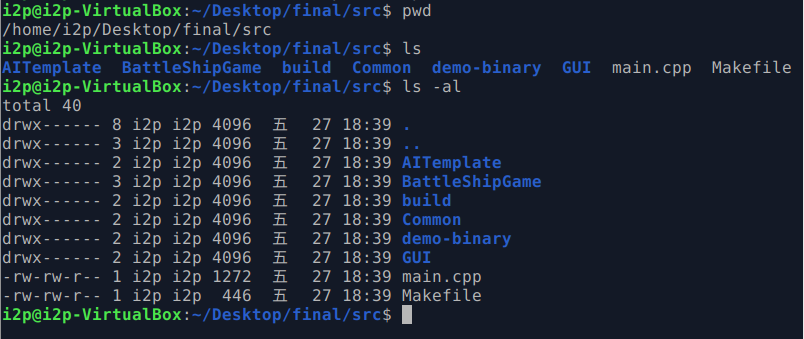 i2p@i2p-VirtualBox:~/Desktop/final/src$ pwd
/home/i2p/Desktop/final/src
i2p@i2p-VirtualBox:~/Desktop/final/src$ ls
AITemplate  BattleShipGame  build  Common  demo-binary  GUI  main.cpp  Makefile
i2p@i2p-VirtualBox:~/Desktop/final/src$ ls -al
total 40
drwx------ 8 i2p i2p 4096  五  27 18:39 .
drwx------ 3 i2p i2p 4096  五  27 18:39 ..
drwx------ 2 i2p i2p 4096  五  27 18:39 AITemplate
drwx------ 3 i2p i2p 4096  五  27 18:39 BattleShipGame
drwx------ 2 i2p i2p 4096  五  27 18:39 build
drwx------ 2 i2p i2p 4096  五  27 18:39 Common
drwx------ 2 i2p i2p 4096  五  27 18:39 demo-binary
drwx------ 2 i2p i2p 4096  五  27 18:39 GUI
-rw-rw-r-- 1 i2p i2p 1272  五  27 18:39 main.cpp
-rw-rw-r-- 1 i2p i2p  446  五  27 18:39 Makefile
i2p@i2p-VirtualBox:~/Desktop/final/src$